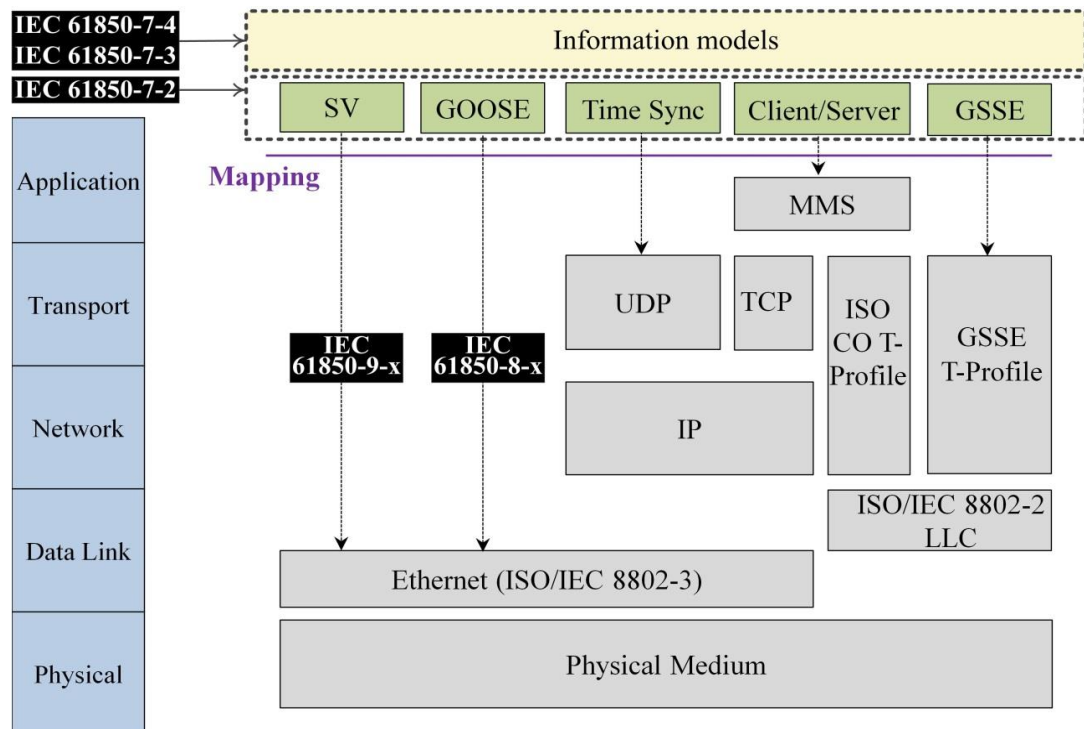 IEC 61850-7-4
IEC 61850-7-3
IEC 61850-7-2
Information models
SV
GOOSE
Time Sync
Client/Server
GSSE
Mapping
Application
Transport
Network
Data Link
Physical
MMS
UDP
TCP
ISO
CO T-
Profile
GSSE
T-Profile
IEC
61850-9-x
IEC
61850-8-x
IP
ISO/IEC 8802-2
LLC
Ethernet (ISO/IEC 8802-3)
Physical Medium